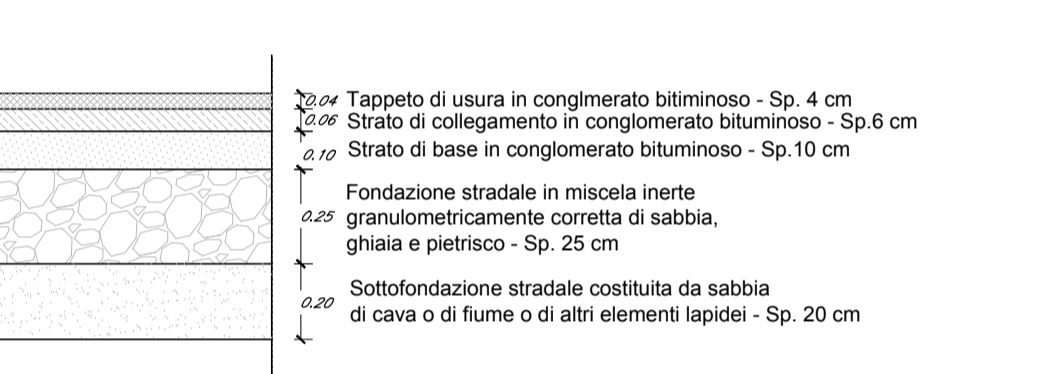 0.04 Tappeto di usura in conglmerato bitiminoso - Sp. 4 cm
0.06 Strato di collegamento in conglomerato bituminoso - Sp.6 cm
0.10 Strato di base in conglomerato bituminoso - Sp.10 cm
Fondazione stradale in miscela inerte
0.25 granulometricamente corretta di sabbia,
ghiaia e pietrisco - Sp. 25 cm
Sottofondazione stradale costituita da sabbia
0.20 di cava o di fiume o di altri elementi lapidei - Sp. 20 cm